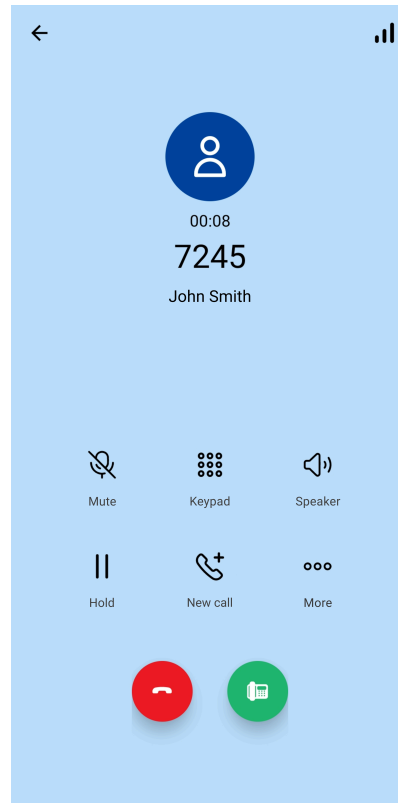 00:08
7245
John Smith
Mute Keypad Speaker
Hold New call More